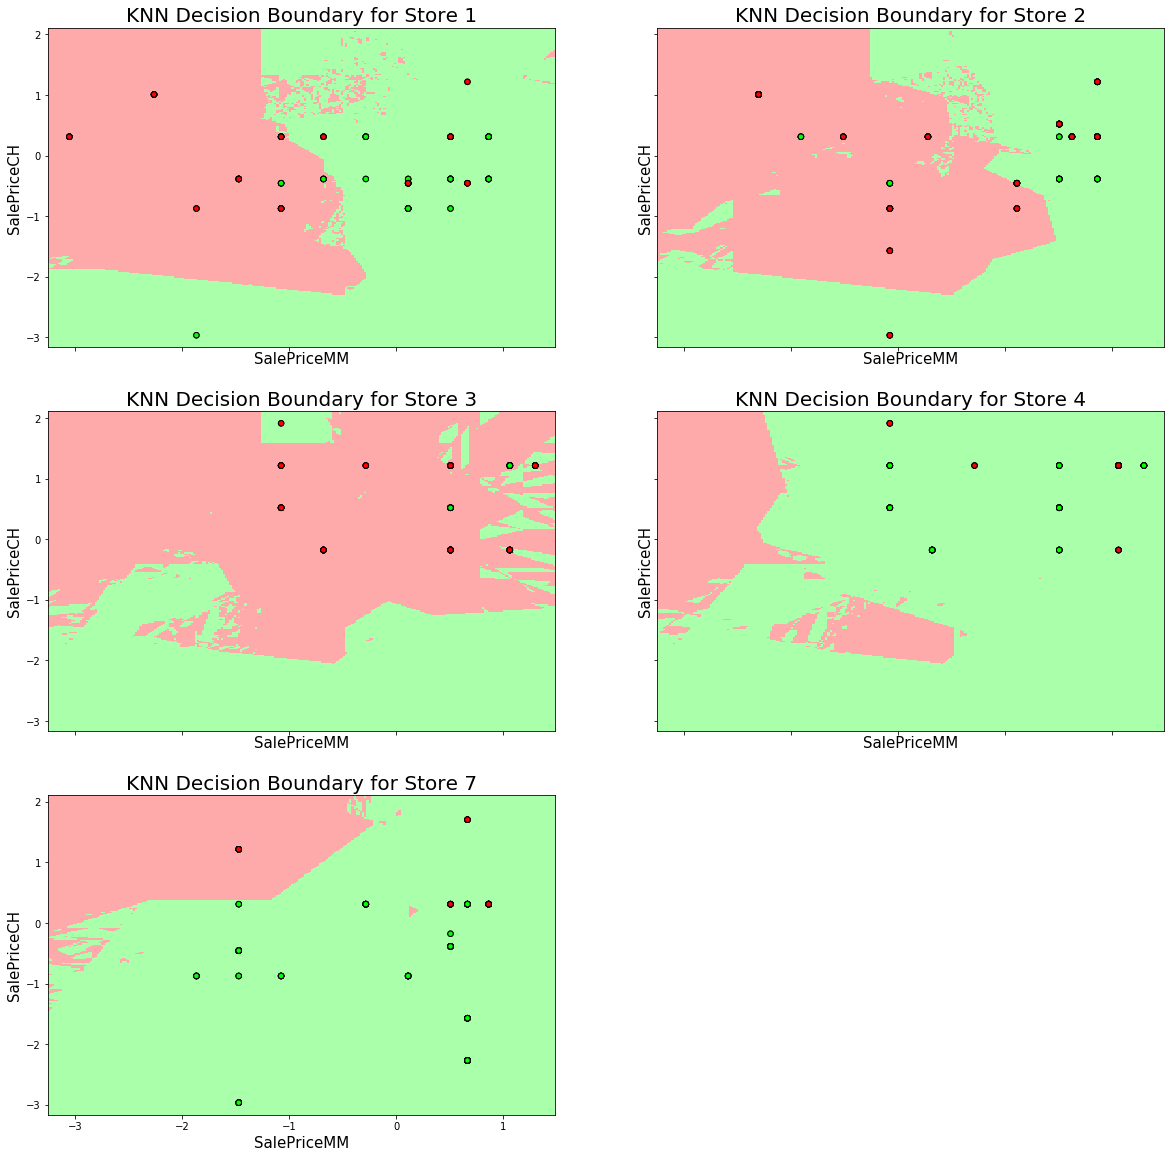 KNN Decision Boundary for Store 1
KNN Decision Boundary for Store 2
2
1
0
−1
−2
−3
SalePriceCH
SalePriceCH
SalePriceMM
SalePriceMM
KNN Decision Boundary for Store 3
KNN Decision Boundary for Store 4
2
1
0
−1
−2
−3
SalePriceCH
SalePriceCH
SalePriceMM
SalePriceMM
KNN Decision Boundary for Store 7
2
1
0
−1
−2
−3
SalePriceCH
−3 −2 −1 0 1
SalePriceMM